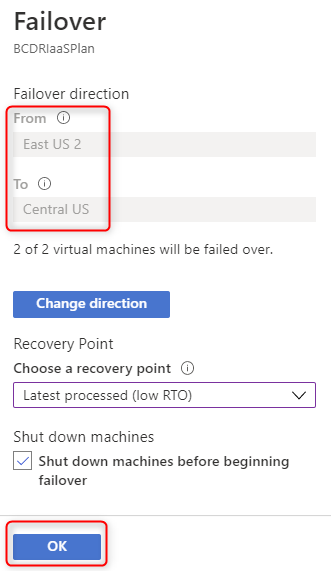 Failover
BCDRIaaSPlan
Failover direction
From
East US 2
To
Central US
2 of 2 virtual machines will be failed over.
Change direction
Recovery Point
Choose a recovery point
Latest processed (low RTO)
Shut down machines
Shut down machines before beginning
failover
OK